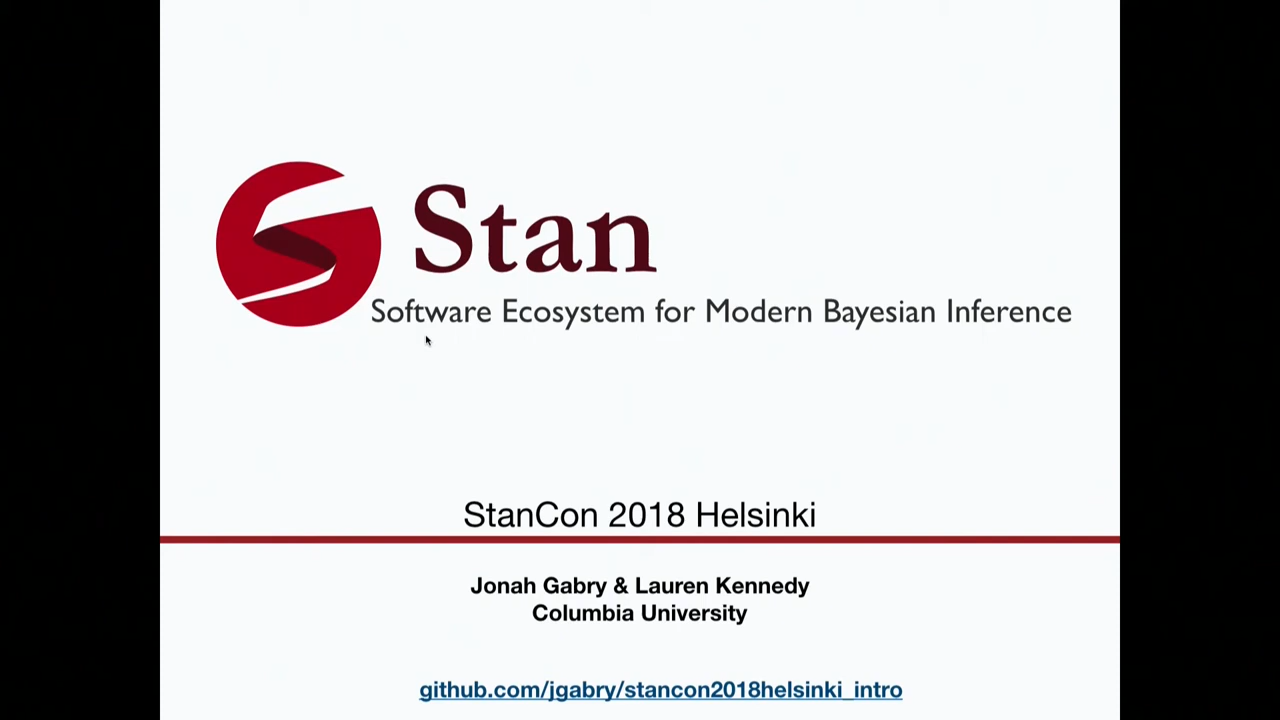 Stan
Software Ecosystem for Modern Bayesian Inference
StanCon 2018 Helsinki
Jonah Gabry & Lauren Kennedy
Columbia University
github.com/jgabry/stancon2018helsinki_intro